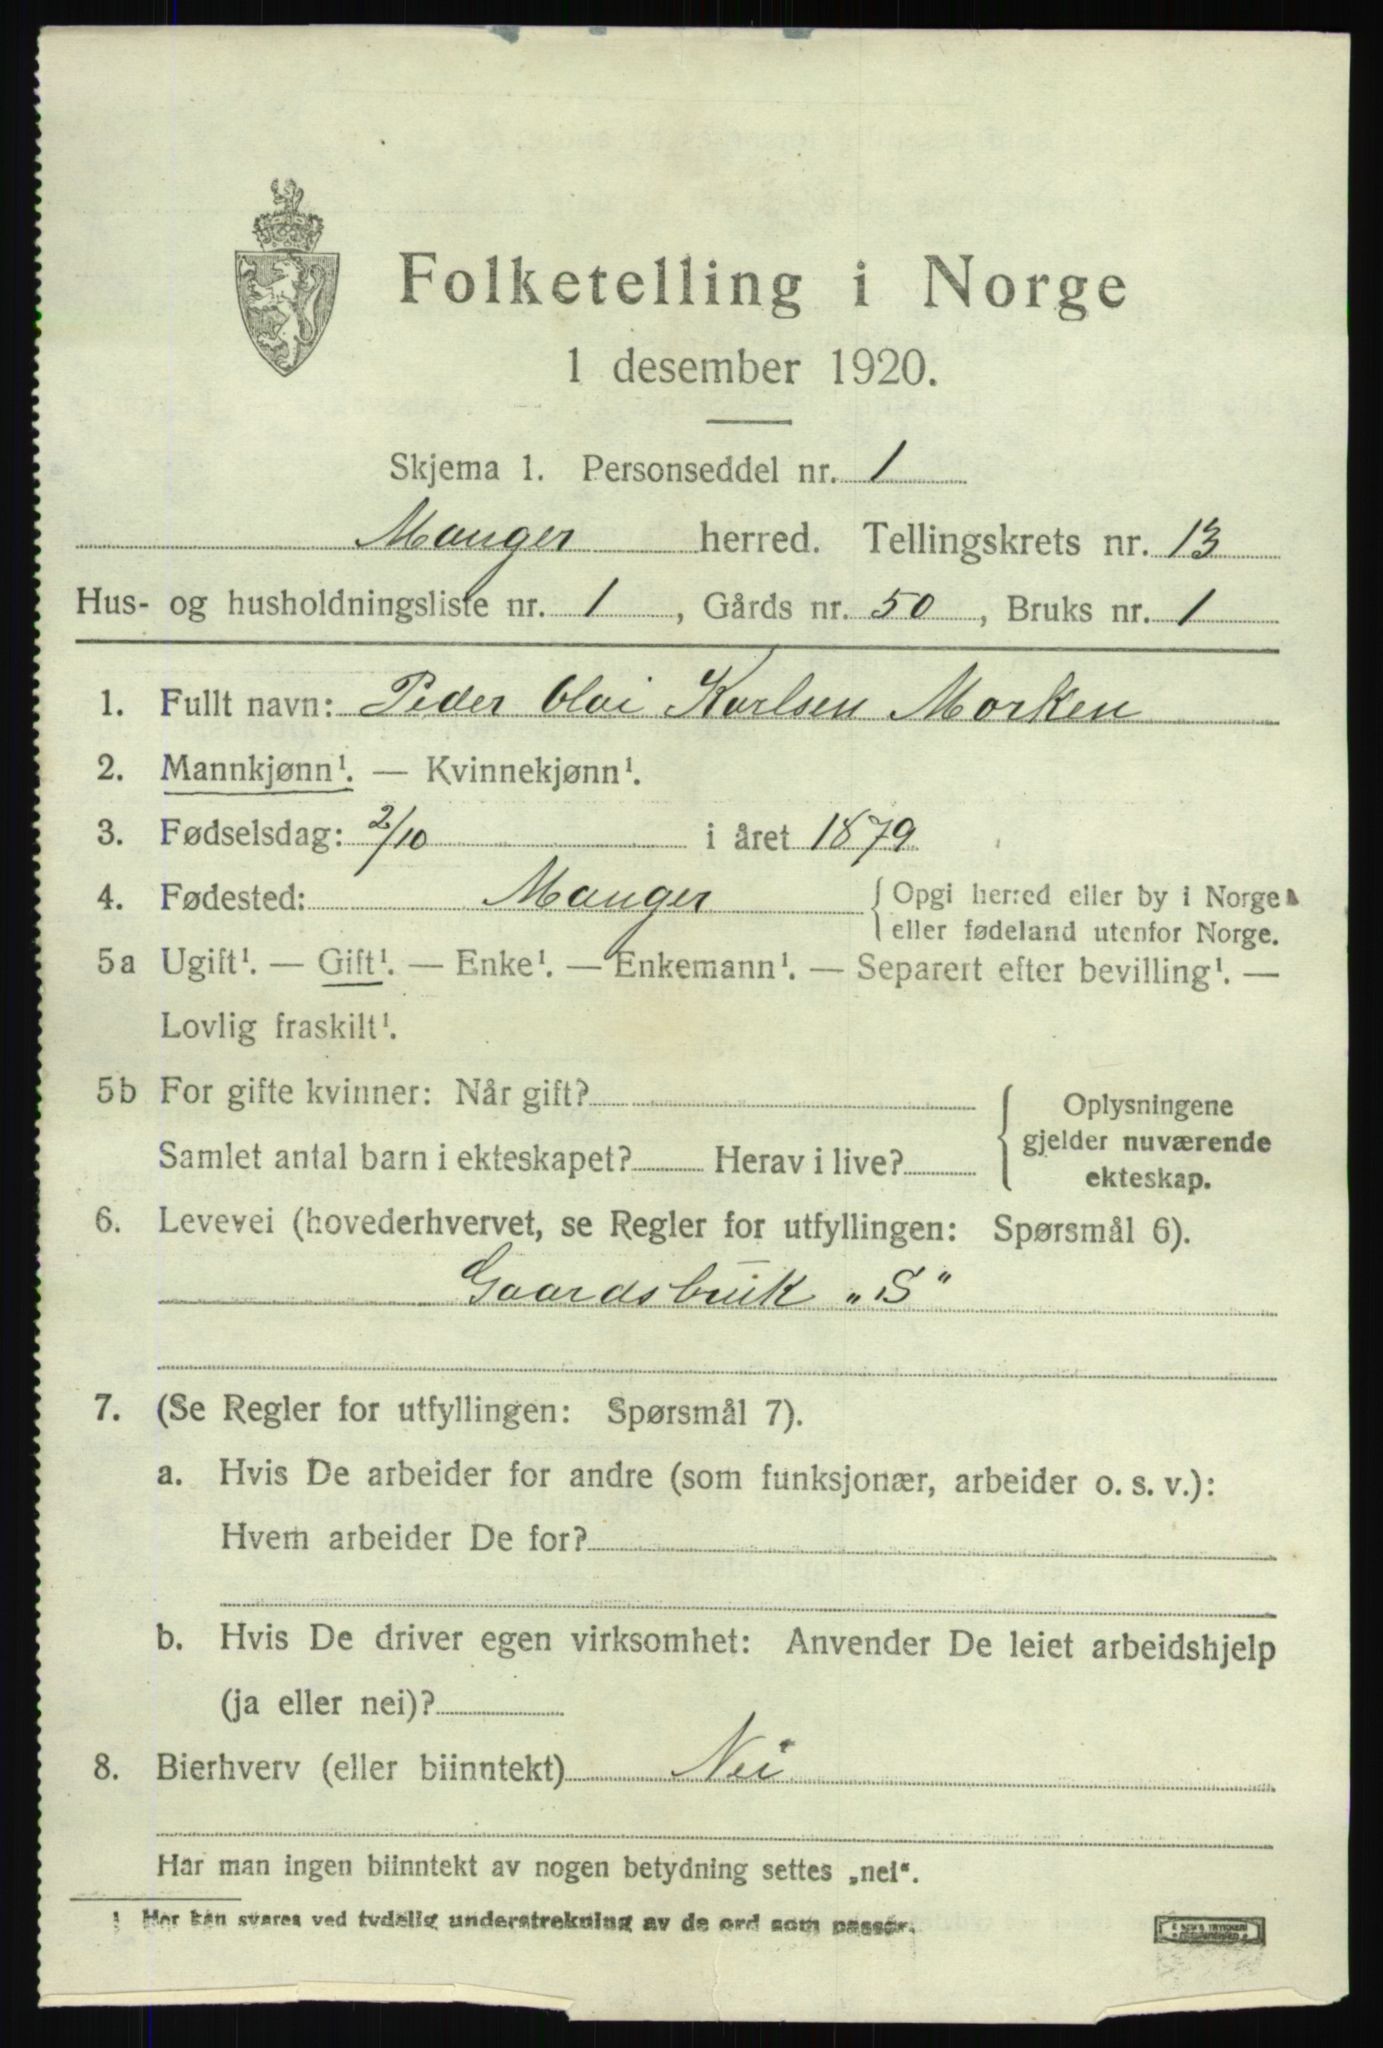 Folketelling i Norge
1 desember 1920.
Skjema 1. Personseddel nr. 1
Manger herred. Tellingskrets nr. 13
Hus- og husholdningsliste nr. 1, Gårds nr. 50, Bruks nr. 1
1. Fullt navn: Peder Olai Karlsen Morken
2. Mannkjønn¹. — Kvinnekjønn¹.
3. Fødselsdag: 2/10 i året 1879
4. Fødested: Manger {Opgi herred eller by i Norge
eller fødeland utenfor Norge.
5a Ugift¹. — Gift¹. — Enke¹. — Enkemann¹. — Separert efter bevilling¹. —
Lovlig fraskilt¹.
5b For gifte kvinner: Når gift?
Samlet antal barn i ekteskapet? Herav i live?
{Oplysningene
gjelder nuværende
ekteskap.
6. Levevei (hovederhvervet, se Regler for utfyllingen: Spørsmål 6).
Gaardsbruk „S"
7. (Se Regler for utfyllingen: Spørsmål 7).
a. Hvis De arbeider for andre (som funksjonær, arbeider o. s. v.):
Hvem arbeider De for?
b. Hvis De driver egen virksomhet: Anvender De leiet arbeidshjelp
(ja eller nei)?
8. Bierhverv (eller biinntekt) Nei
Har man ingen biinntekt av nogen betydning settes „nei“.
1 Her kan svares ved tydelig understrekning av de ord som passer.